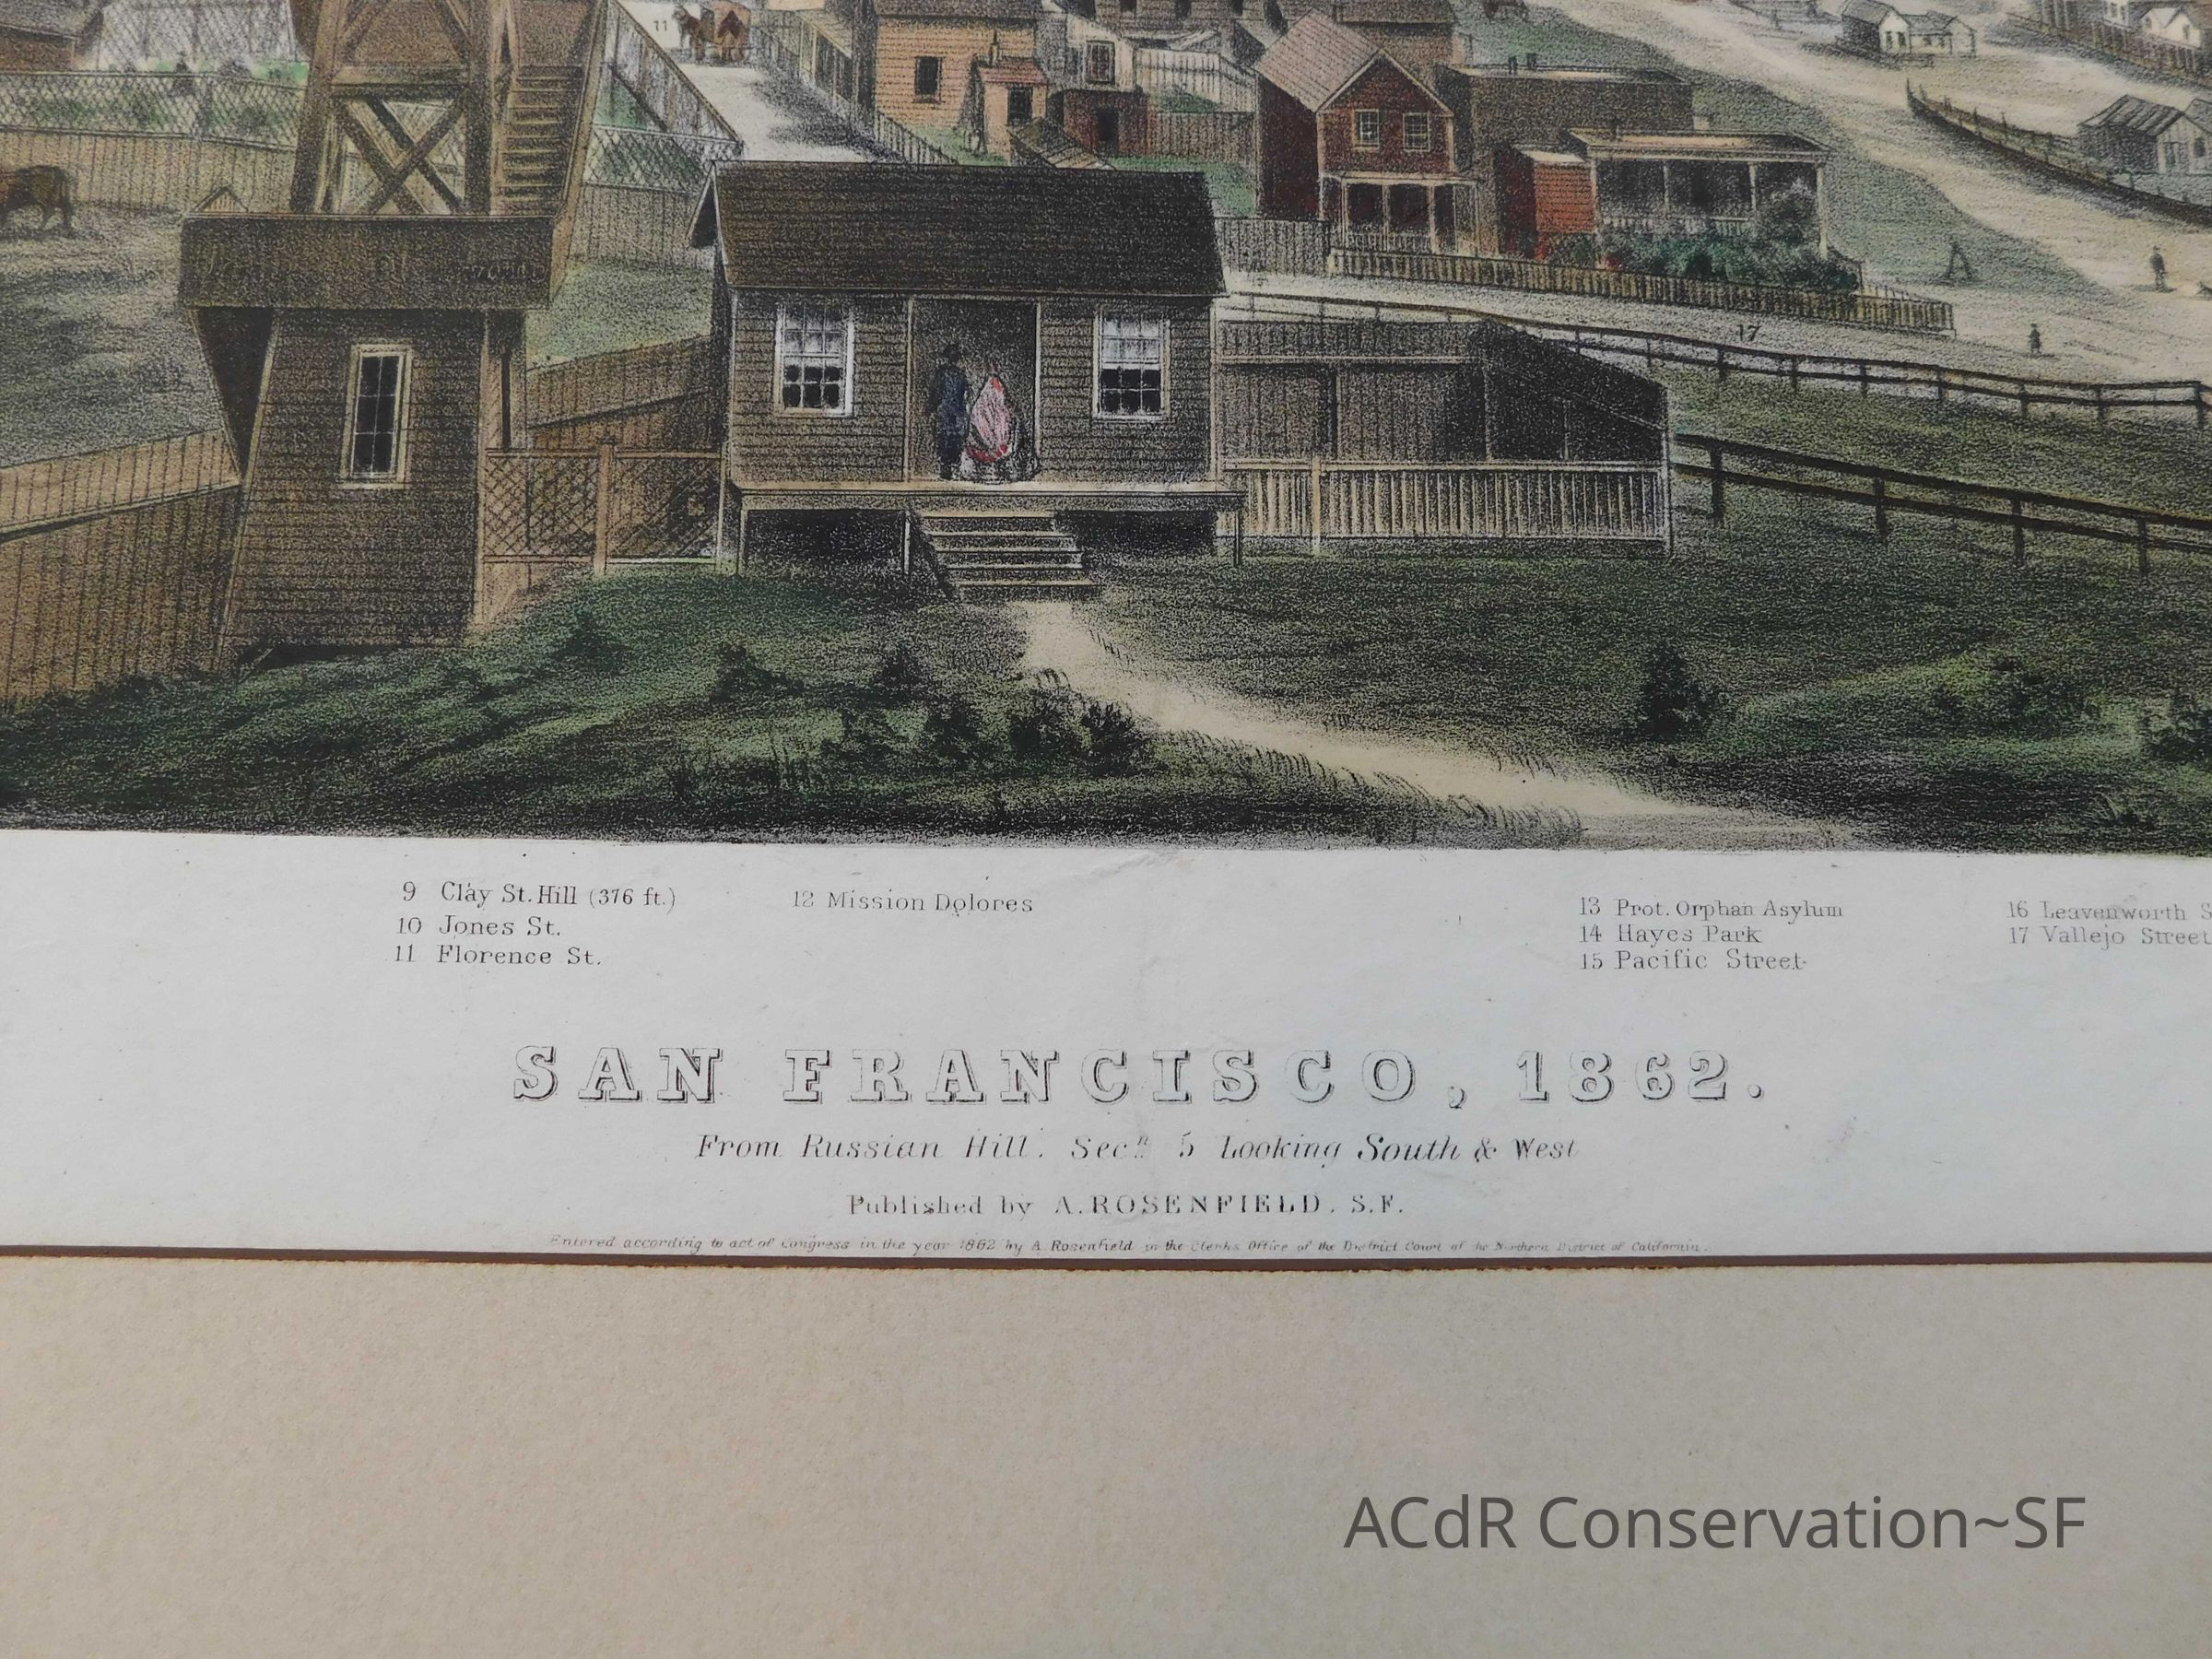 11
17
9 Clay St. Hill (376 ft.)
10 Jones St.
11 Florence St.
12 Mission Dolores
13 Prot. Orphan Asylum
14 Hayes Park
15 Pacific Street
16 Leavenworth S
17 Vallejo Street
SAN FRANCISCO, 1862.
From Russian Hill. Secn. 5 Looking South & West
Published by A. ROSENFIELD. S.F.
Entered according to act of Congress in the year 1862 by A. Rosenfield in the Clerks Office of the District Court of the Northern District of California.
ACdR Conservation~SF